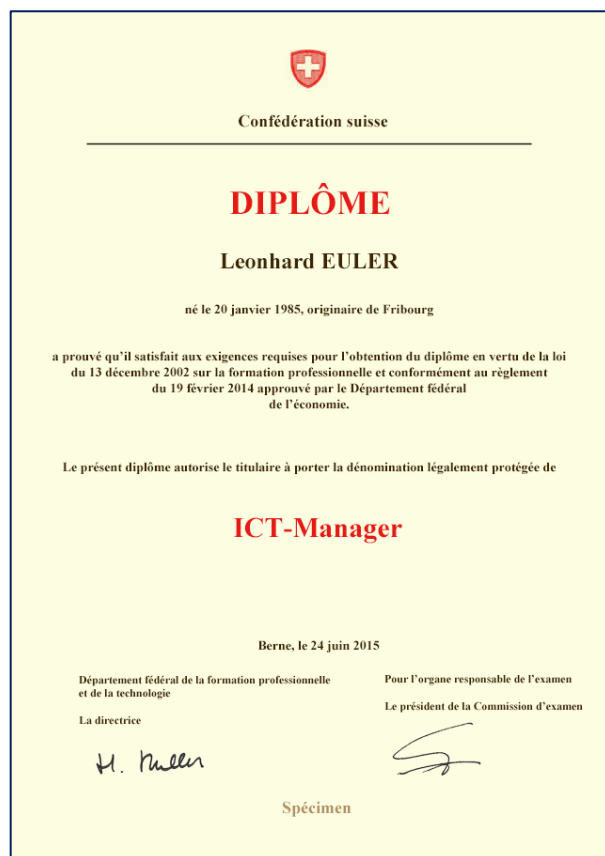 Confédération suisse
DIPLÔME
Leonhard EULER
né le 20 janvier 1985, originaire de Fribourg
a prouvé qu’il satisfait aux exigences requises pour l’obtention du diplôme en vertu de la loi
du 13 décembre 2002 sur la formation professionnelle et conformément au règlement
du 19 février 2014 approuvé par le Département fédéral
de l’économie.
Le présent diplôme autorise le titulaire à porter la dénomination légalement protégée de
ICT-Manager
Berne, le 24 juin 2015
Département fédéral de la formation professionnelle
et de la technologie
La directrice
Pour l’organe responsable de l’examen
Le président de la Commission d’examen
Spécimen